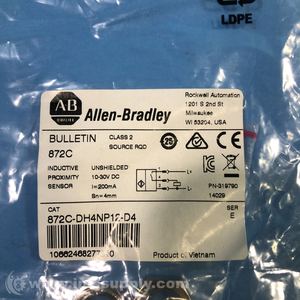 LDPE
AB
Allen-Bradley
Rockwell Automation
1201 S 2nd St
Milwaukee
WI 53204, USA
BULLETIN
872C
CLASS 2
SOURCE RQD
INDUCTIVE
PROXIMITY
SENSOR
UNSHIELDED
10-30V DC
I=200mA
Sn=4mm
PN-319790
14029
CAT
872C-DH4NP12-D4
SER
E
Product of Vietnam